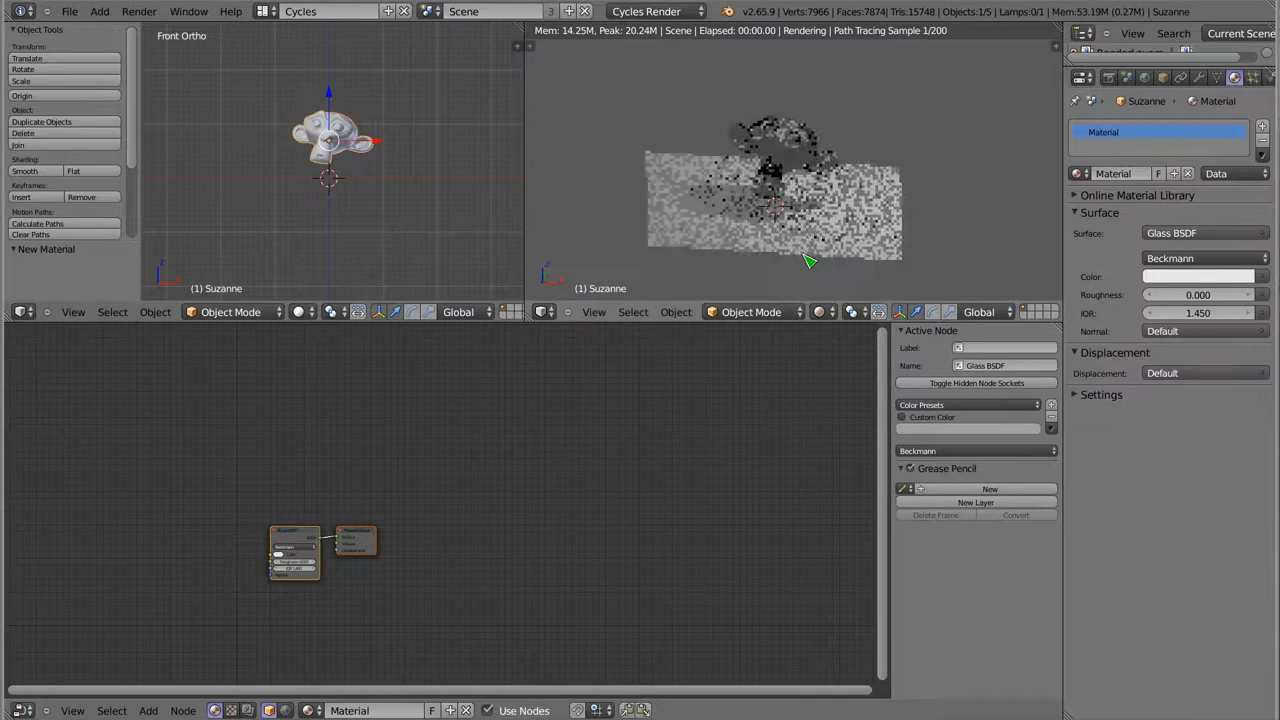 File Add Render Window Help Cycles Scene 3 Cycles Render v2.65.9 | Verts:7966 | Faces:7874 | Tris:15748 | Objects:1/5 | Lamps:0/1 | Mem:53.19M (0.27M) | Suzanne
Object Tools
Transform:
Translate
Rotate
Scale
Origin
Object:
Duplicate Objects
Delete
Join
Shading:
Smooth Flat
Keyframes:
Insert Remove
Motion Paths:
Calculate Paths
Clear Paths
New Material
Front Ortho
(1) Suzanne
View Select Object Object Mode Global
Mem: 14.25M, Peak: 20.24M | Scene | Elapsed: 00:00.00 | Rendering | Path Tracing Sample 1/200
(1) Suzanne
View Select Object Object Mode Global
View Search Current Scene
Suzanne Material
Material
Material F Data
Online Material Library
Surface
Surface: Glass BSDF
Beckmann
Color:
Roughness: 0.000
IOR: 1.450
Normal: Default
Displacement
Displacement: Default
Settings
Active Node
Label:
Name: Glass BSDF
Toggle Hidden Node Sockets
Color Presets
Custom Color
Beckmann
Grease Pencil
New
New Layer
Delete Frame Convert
Beckmann
Color
View Select Add Node Material F Use Nodes